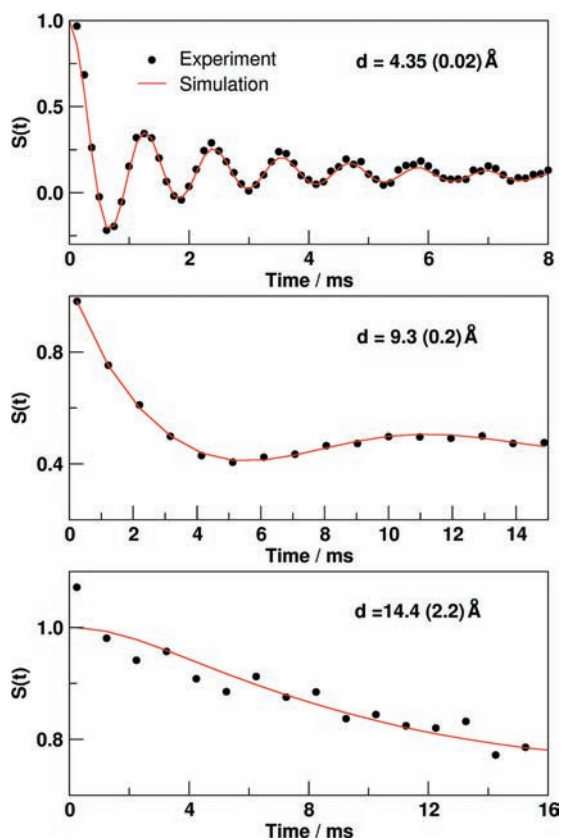 1.0
0.5
0.0
S(t)
Experiment
Simulation
d = 4.35 (0.02) Å
0 2 4 6 8
Time / ms
0.8
0.4
S(t)
d = 9.3 (0.2) Å
0 2 4 6 8 10 12 14
Time / ms
1.0
0.8
S(t)
d =14.4 (2.2) Å
0 4 8 12 16
Time / ms